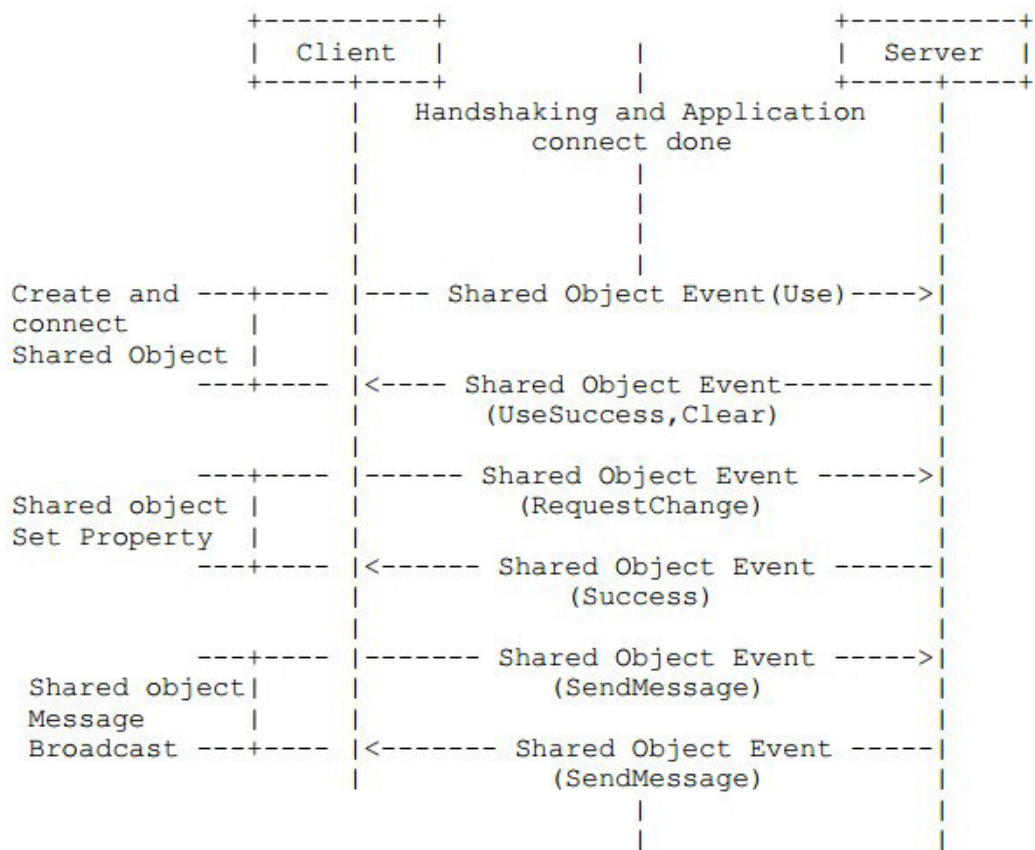 +----------+                    +----------+
|  Client  |          |         |  Server  |
+-----+----+          |         +-----+----+
| Handshaking and Application |
| connect done |
| | |
| | |
| | |
| | |
Create and ---+---- |---- Shared Object Event(Use)---->|
connect | | |
Shared Object | | |
---+---- |<---- Shared Object Event---------|
| (UseSuccess,Clear) |
| |
---+---- |------ Shared Object Event ------>|
Shared object | | (RequestChange) |
Set Property | | |
---+---- |<------ Shared Object Event ------|
| (Success) |
| |
---+---- |------- Shared Object Event ----->|
Shared object| | (SendMessage) |
Message | | |
Broadcast ---+---- |<------- Shared Object Event -----|
| (SendMessage) |
| |
| |